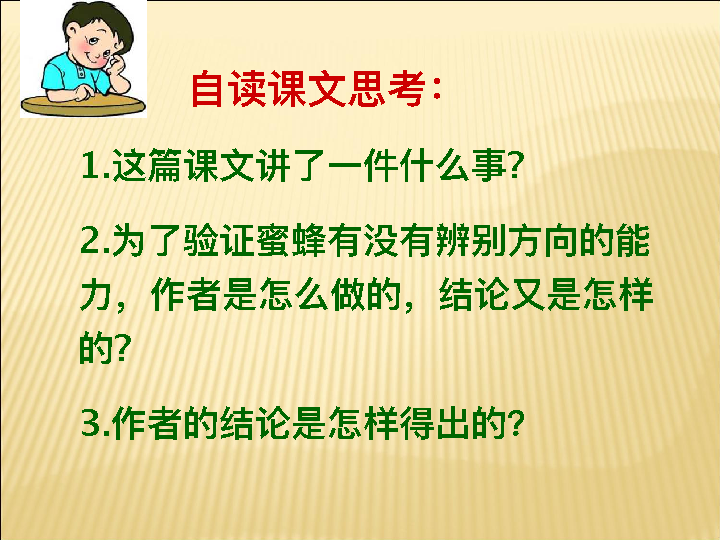 自读课文思考：
1.这篇课文讲了一件什么事?
2.为了验证蜜蜂有没有辨别方向的能
力，作者是怎么做的，结论又是怎样
的?
3.作者的结论是怎样得出的?